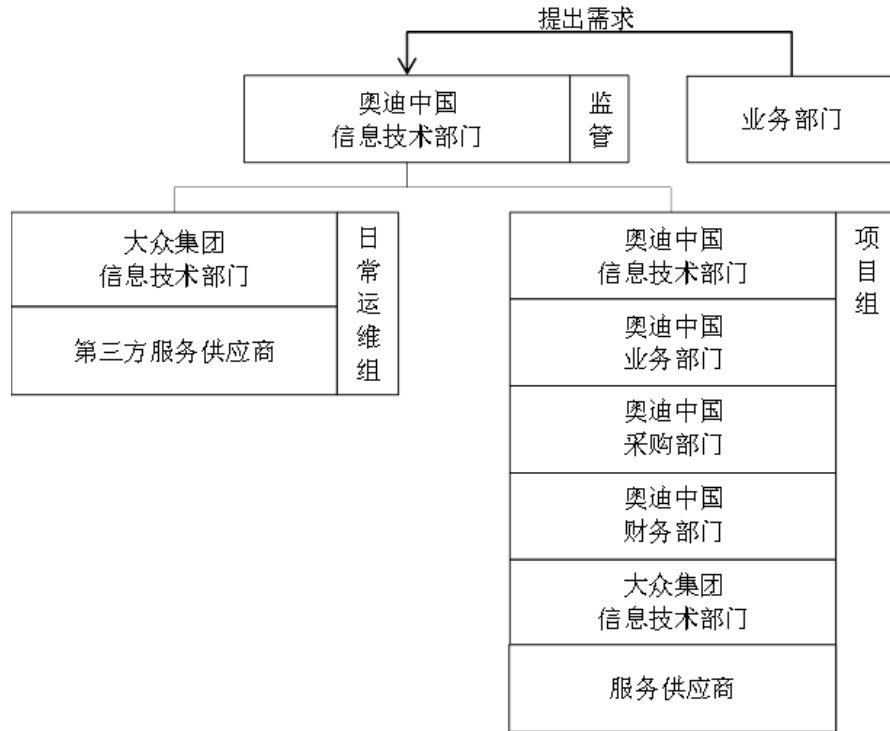 提出需求
奥迪中国
信息技术部门
监
管
业务部门
大众集团
信息技术部门
第三方服务供应商
日
常
运
维
组
奥迪中国
信息技术部门
奥迪中国
业务部门
奥迪中国
采购部门
奥迪中国
财务部门
大众集团
信息技术部门
服务供应商
项
目
组